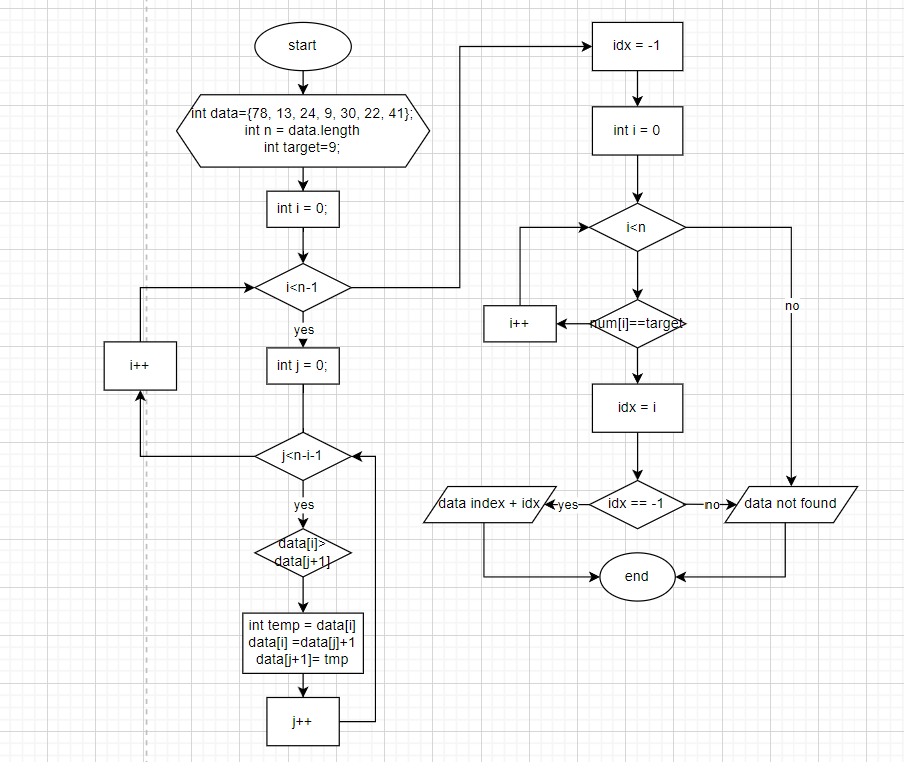 start
int data={78, 13, 24, 9, 30, 22, 41};
int n = data.length
int target=9;
int i = 0;
i<n-1
yes
int j = 0;
i++
j<n-i-1
yes
data[i]>
data[j+1]
int temp = data[i]
data[i] =data[j]+1
data[j+1]= tmp
j++
idx = -1
int i = 0
i<n
no
i++
num[i]==target
idx = i
data index + idx
yes
idx == -1
no
data not found
end